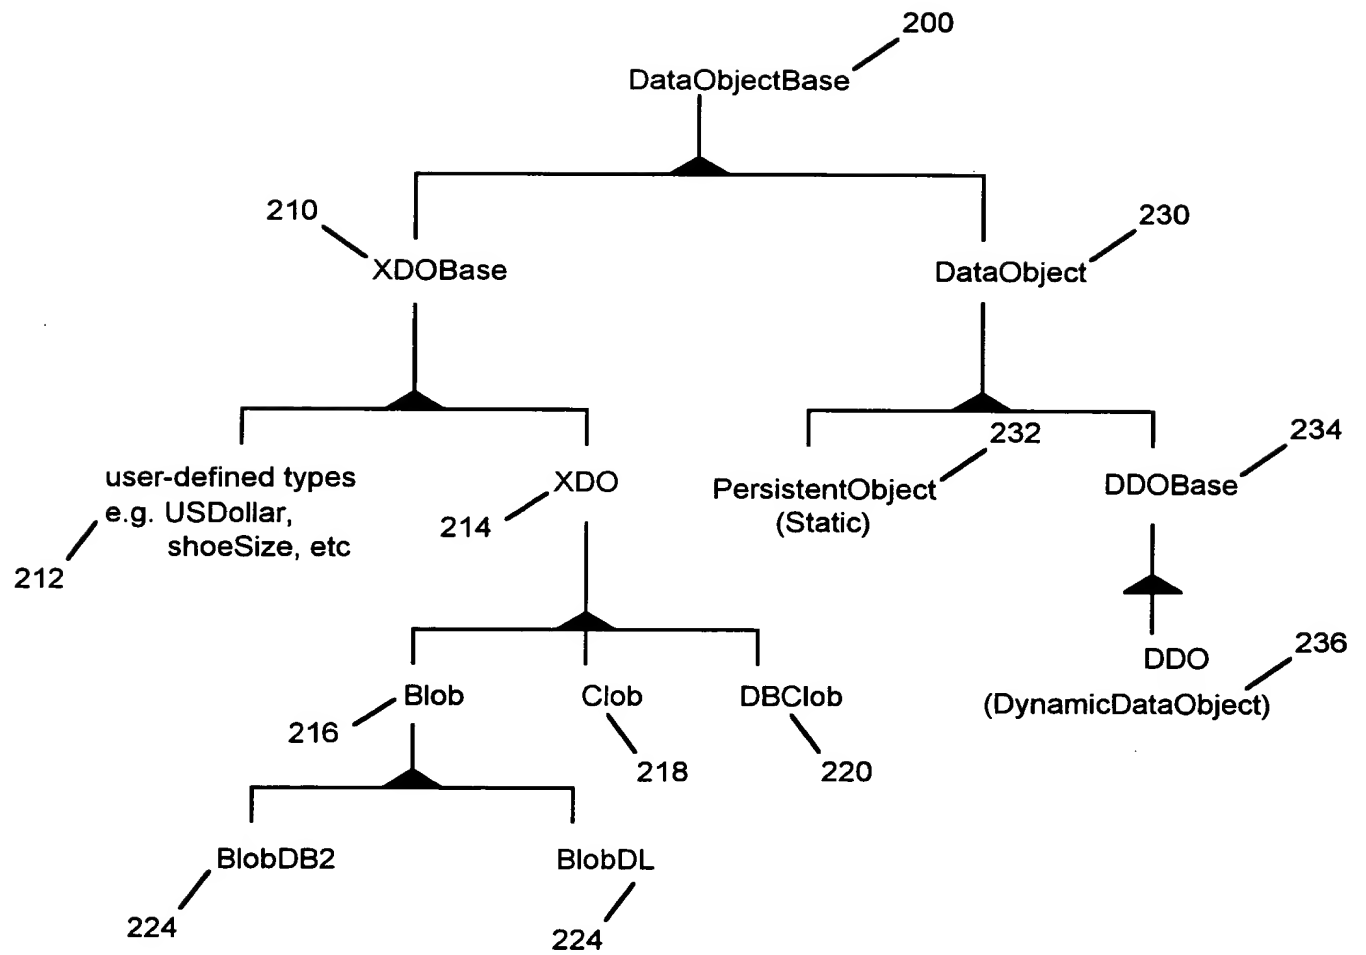 200
DataObjectBase
210
230
XDOBase
DataObject
232
234
user-defined types
e.g. USDollar,
shoeSize, etc
XDO
214
PersistentObject
(Static)
DDOBase
212
236
DDO
(DynamicDataObject)
Blob
Clob
DBClob
216
218
220
BlobDB2
BlobDL
224
224